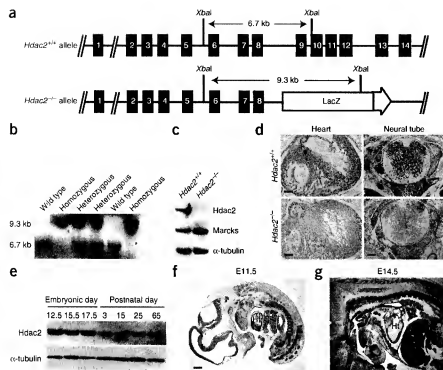 a
XbaI XbaI
6.7 kb
Hdac2+/+ allele 1 2 3 4 5 6 7 8 9 10 11 12 13 14
XbaI XbaI
9.3 kb
Hdac2−/− allele 1 2 3 4 5 6 7 8 LacZ
b
Wild type Homozygous Heterozygous Heterozygous Wild type Homozygous
9.3 kb
6.7 kb
c
Hdac2+/+ Hdac2−/−
Hdac2
Marcks
α-tubulin
d
Heart Neural tube
Hdac2+/+
Hdac2−/−
e
Embryonic day Postnatal day
12.5 15.5 17.5 3 15 25 65
Hdac2
α-tubulin
f E11.5
g E14.5
Ht